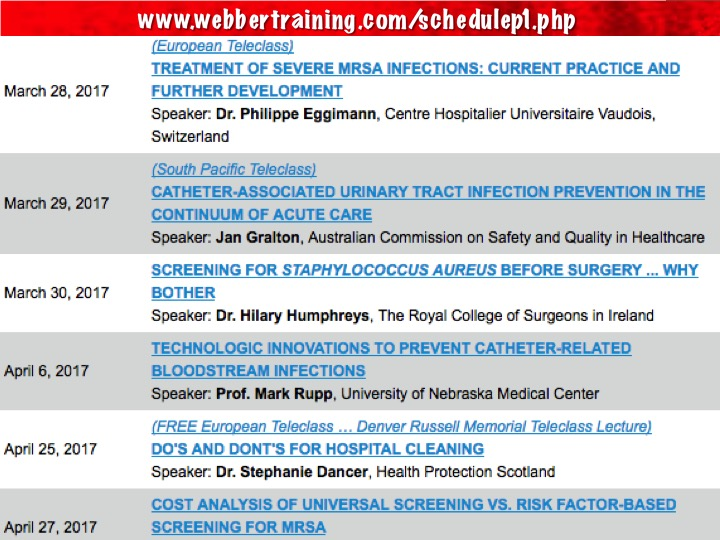 www.webbertraining.com/schedulep1.php
(European Teleclass)
TREATMENT OF SEVERE MRSA INFECTIONS: CURRENT PRACTICE AND
March 28, 2017
FURTHER DEVELOPMENT
Speaker: Dr. Philippe Eggimann, Centre Hospitalier Universitaire Vaudois,
Switzerland
(South Pacific Teleclass)
CATHETER-ASSOCIATED URINARY TRACT INFECTION PREVENTION IN THE
March 29, 2017
CONTINUUM OF ACUTE CARE
Speaker: Jan Gralton, Australian Commission on Safety and Quality in Healthcare
SCREENING FOR STAPHYLOCOCCUS AUREUS BEFORE SURGERY ... WHY
March 30, 2017
BOTHER
Speaker: Dr. Hilary Humphreys, The Royal College of Surgeons in Ireland
TECHNOLOGIC INNOVATIONS TO PREVENT CATHETER-RELATED
April 6, 2017
BLOODSTREAM INFECTIONS
Speaker: Prof. Mark Rupp, University of Nebraska Medical Center
(FREE European Teleclass ... Denver Russell Memorial Teleclass Lecture)
April 25, 2017
DO'S AND DONT'S FOR HOSPITAL CLEANING
Speaker: Dr. Stephanie Dancer, Health Protection Scotland
COST ANALYSIS OF UNIVERSAL SCREENING VS. RISK FACTOR-BASED
April 27, 2017
SCREENING FOR MRSA